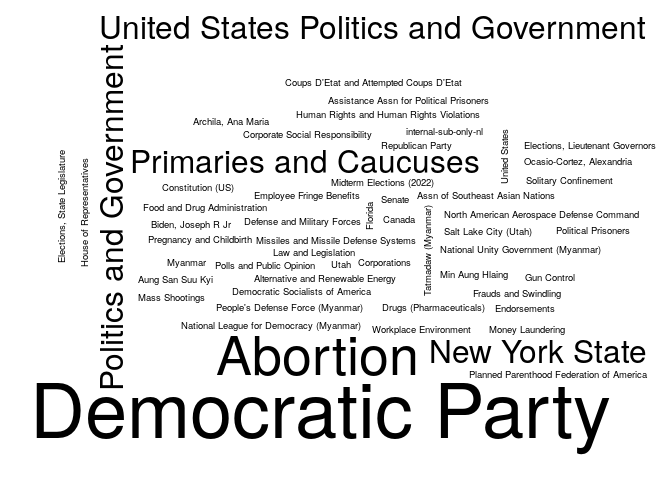 United States Politics and Government
Politics and Government
Coups D'Etat and Attempted Coups D'Etat
Assistance Assn for Political Prisoners
Human Rights and Human Rights Violations
Archila, Ana Maria
Corporate Social Responsibility
internal-sub-only-nl
Republican Party
United States
Elections, Lieutenant Governors
Primaries and Caucuses
Ocasio-Cortez, Alexandria
Elections, State Legislature
House of Representatives
Midterm Elections (2022)
Solitary Confinement
Constitution (US)
Employee Fringe Benefits
Senate
Assn of Southeast Asian Nations
Food and Drug Administration
Florida
Canada
North American Aerospace Defense Command
Biden, Joseph R Jr
Defense and Military Forces
Tatmadaw (Myanmar)
Salt Lake City (Utah)
Political Prisoners
Pregnancy and Childbirth
Missiles and Missile Defense Systems
National Unity Government (Myanmar)
Law and Legislation
Myanmar
Polls and Public Opinion
Utah
Corporations
Aung San Suu Kyi
Alternative and Renewable Energy
Min Aung Hlaing
Gun Control
Mass Shootings
Democratic Socialists of America
Frauds and Swindling
People's Defense Force (Myanmar)
Drugs (Pharmaceuticals)
Endorsements
National League for Democracy (Myanmar)
Workplace Environment
Money Laundering
Abortion
New York State
Planned Parenthood Federation of America
Democratic Party